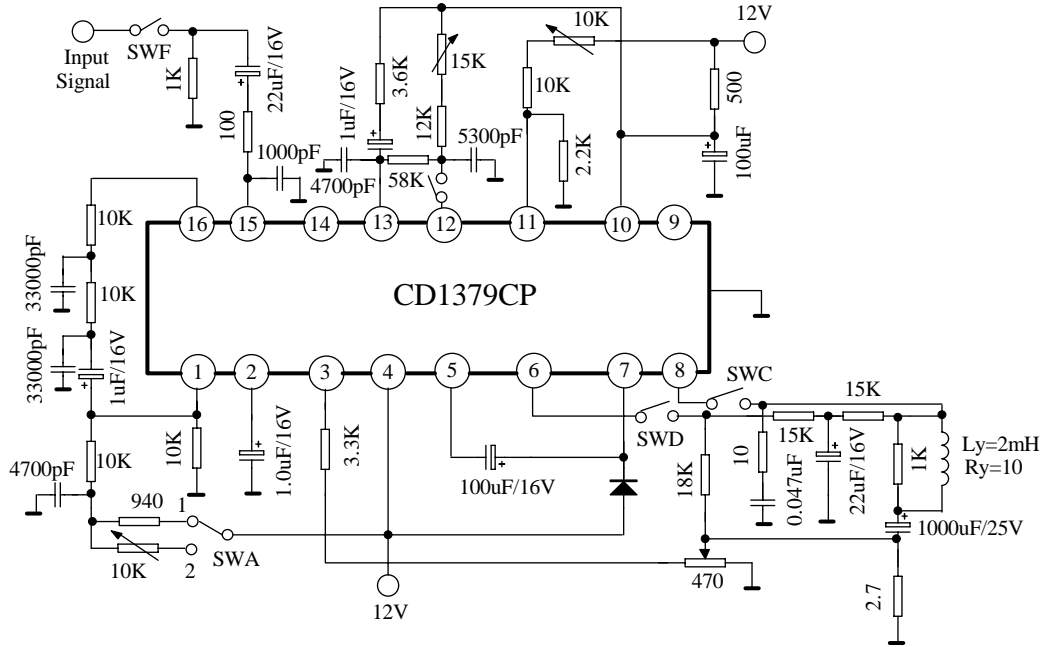 12V
10K
Input
Signal
SWF
1K
22uF/16V
100
1000pF
1uF/16V
3.6K
15K
12K
4700pF
58K
5300pF
10K
2.2K
500
100uF
16
15
14
13
12
11
10
9
CD1379CP
10K
33000pF
10K
33000pF
1uF/16V
1
2
3
4
5
6
7
8
SWC
15K
SWD
15K
Ly=2mH
Ry=10
10K
10K
4700pF
1.0uF/16V
3.3K
100uF/16V
18K
10
0.047uF
22uF/16V
1K
1000uF/25V
940
1
SWA
10K
2
12V
470
2.7